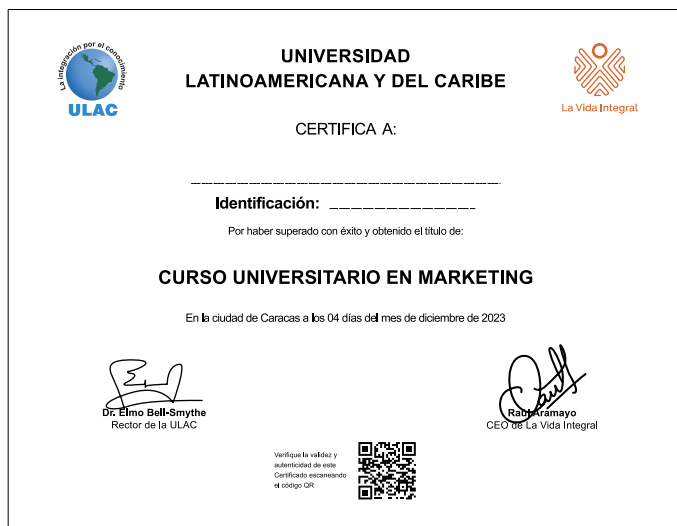 La integración por el conocimiento
ULAC
UNIVERSIDAD
LATINOAMERICANA Y DEL CARIBE
La Vida Integral
CERTIFICA A:
Identificación:
Por haber superado con éxito y obtenido el título de:
CURSO UNIVERSITARIO EN MARKETING
En la ciudad de Caracas a los 04 días del mes de diciembre de 2023
Dr. Elmo Bell-Smythe
Rector de la ULAC
Raúl Aramayo
CEO de La Vida Integral
Verifique la validez y
autenticidad de este
Certificado escaneando
el código QR